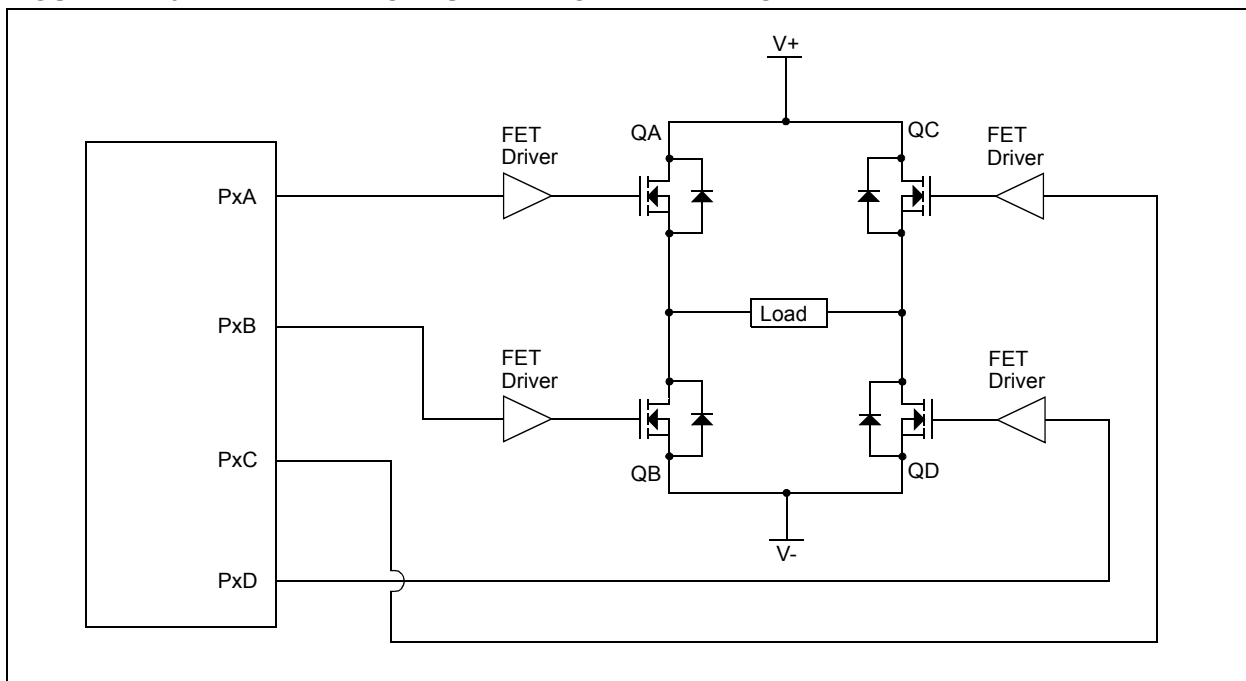 V+
FET
Driver
QA
QC
FET
Driver
PxA
PxB
Load
FET
Driver
FET
Driver
PxC
QB
QD
V-
PxD